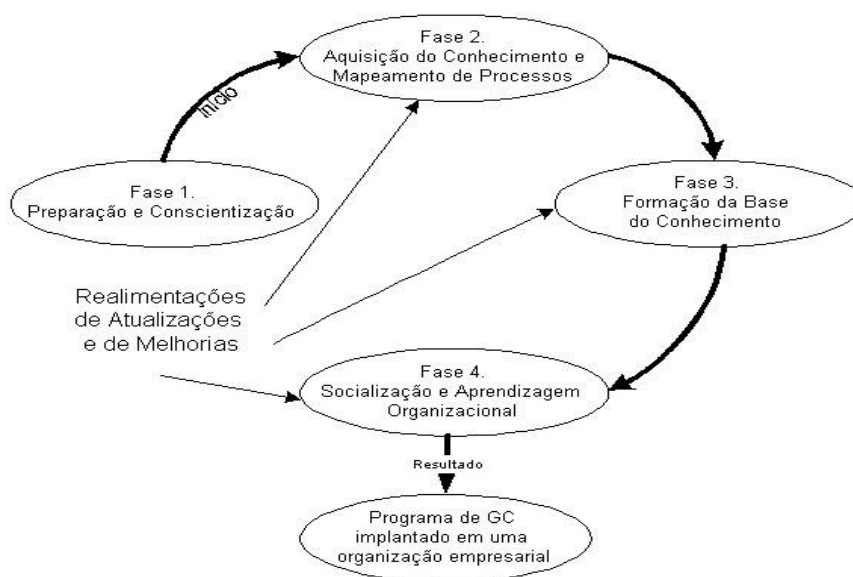 Fase 2.
Aquisição do Conhecimento e
Mapeamento de Processos
Início
Fase 1.
Preparação e Conscientização
Fase 3.
Formação da Base
do Conhecimento
Realimentações
de Atualizações
e de Melhorias
Fase 4.
Socialização e Aprendizagem
Organizacional
Resultado
Programa de GC
implantado em uma
organização empresarial